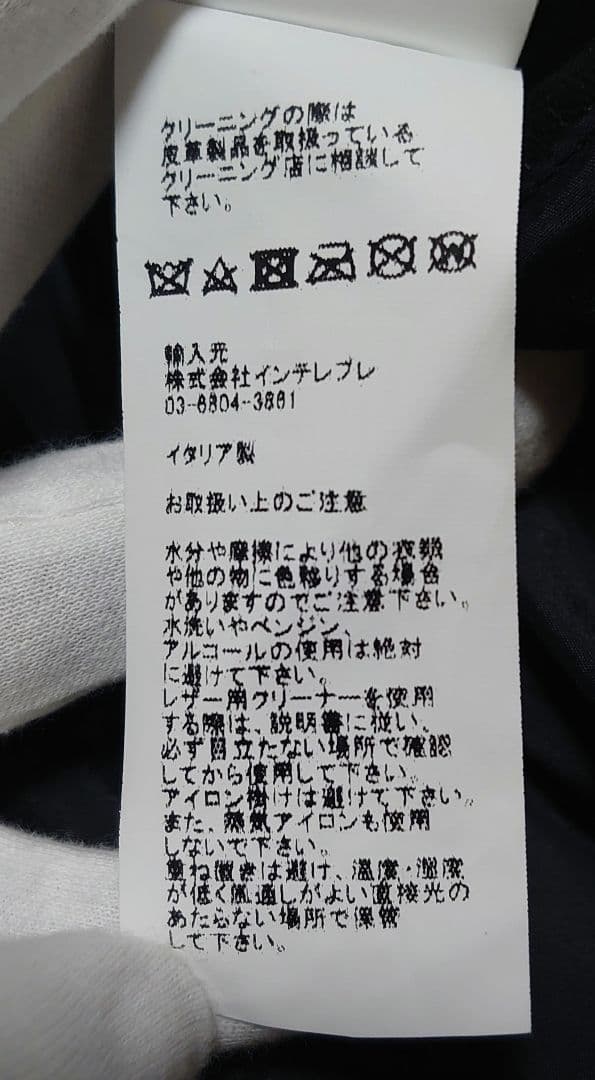 クリーニングの際は
皮革製品を取扱っている
クリーニング店に相談して
下さい。
輸入元
株式会社インテレプレ
03-6804-3861
イタリア製
お取扱い上のご注意
水分や摩擦により他の衣類
や他の物に色移りする場合
がありますのでご注意下さい。
水洗いやベンジン、
アルコールの使用は絶対
に避けて下さい。
レザー用クリーナーを使用
する際は、説明書に従い、
必ず目立たない場所で確認
してから使用して下さい。
アイロン掛けは避けて下さい。
また、蒸気アイロンも使用
しないで下さい。
重ね置きは避け、温度・湿度
が低く風通しがよい直接光の
あたらない場所で保管
して下さい。